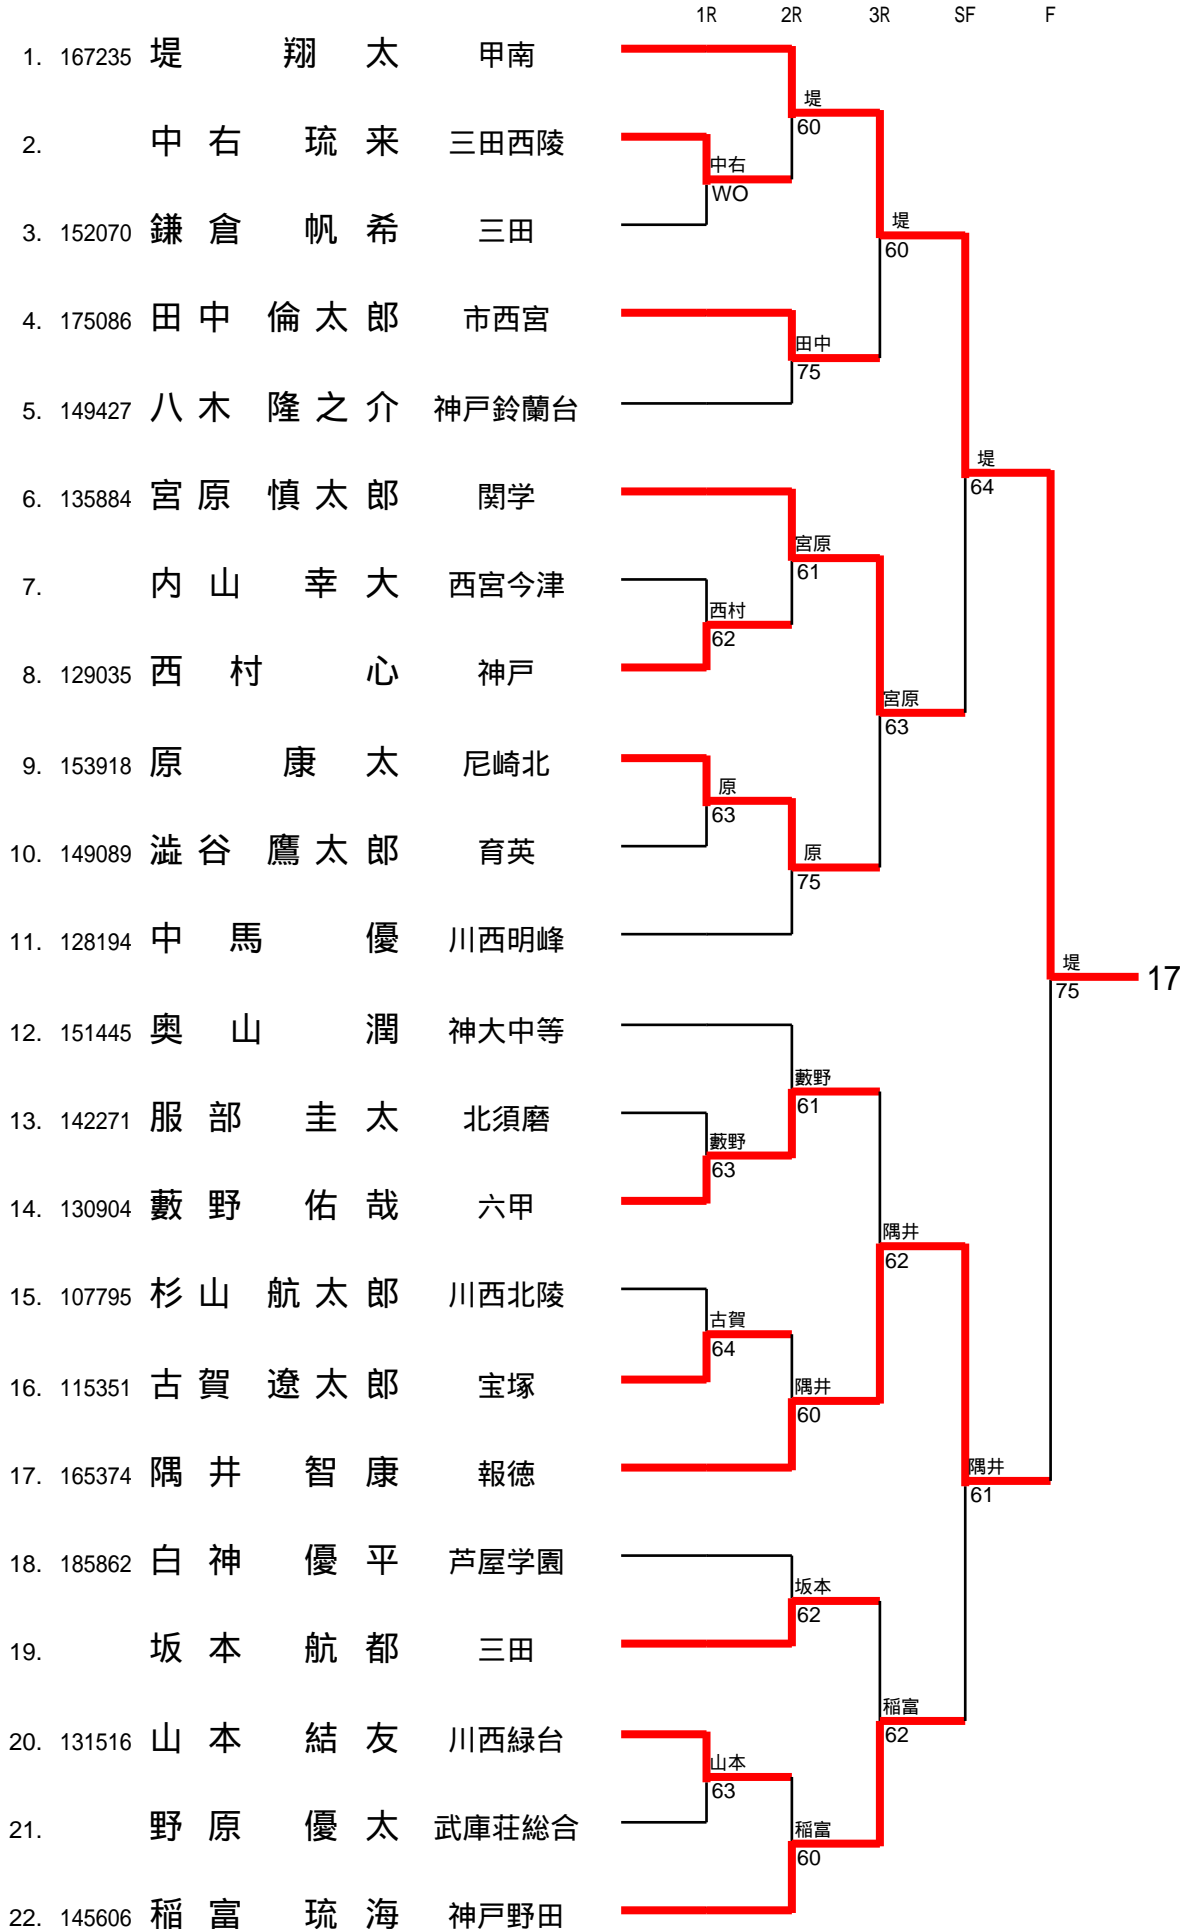 1R 2R 3R SF F
1. 167235 堤 翔 太 甲南
堤
60
2. 中 右 琉 来 三田西陵
中右
WO
3. 152070 鎌 倉 帆 希 三田
堤
60
4. 175086 田 中 倫 太 郎 市西宮
田中
75
5. 149427 八 木 隆 之 介 神戸鈴蘭台
堤
64
6. 135884 宮 原 慎 太 郎 関学
宮原
61
7. 内 山 幸 大 西宮今津
西村
62
8. 129035 西 村 心 神戸
宮原
63
9. 153918 原 康 太 尼崎北
原
63
10. 149089 澁 谷 鷹 太 郎 育英
原
75
11. 128194 中 馬 優 川西明峰
堤
75 17
12. 151445 奥 山 潤 神大中等
藪野
61
13. 142271 服 部 圭 太 北須磨
藪野
63
14. 130904 藪 野 佑 哉 六甲
隅井
62
15. 107795 杉 山 航 太 郎 川西北陵
古賀
64
16. 115351 古 賀 遼 太 郎 宝塚
隅井
60
17. 165374 隅 井 智 康 報徳
隅井
61
18. 185862 白 神 優 平 芦屋学園
坂本
62
19. 坂 本 航 都 三田
稲富
62
20. 131516 山 本 結 友 川西緑台
山本
63
21. 野 原 優 太 武庫荘総合
稲富
60
22. 145606 稲 富 琉 海 神戸野田